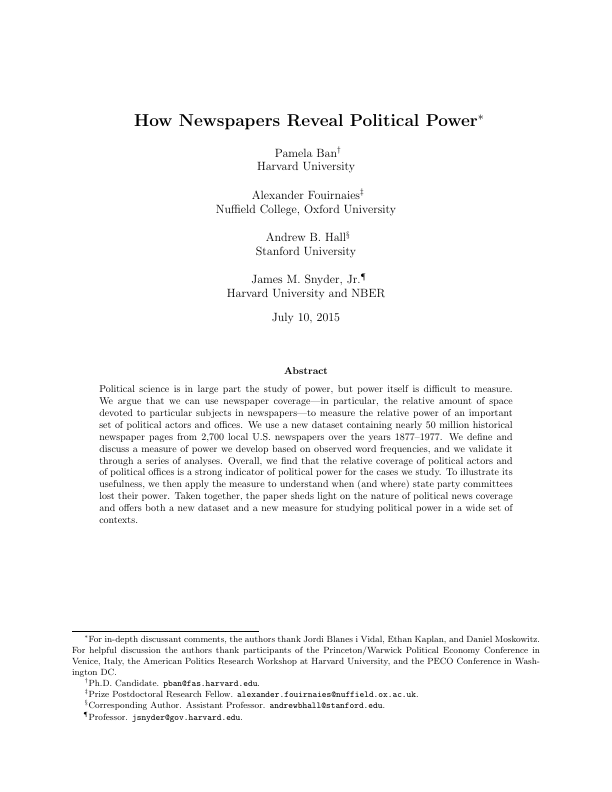 How Newspapers Reveal Political Power*
Pamela Ban†
Harvard University
Alexander Fouirnaies‡
Nuffield College, Oxford University
Andrew B. Hall§
Stanford University
James M. Snyder, Jr.¶
Harvard University and NBER
July 10, 2015
Abstract
Political science is in large part the study of power, but power itself is difficult to measure.
We argue that we can use newspaper coverage—in particular, the relative amount of space
devoted to particular subjects in newspapers—to measure the relative power of an important
set of political actors and offices. We use a new dataset containing nearly 50 million historical
newspaper pages from 2,700 local U.S. newspapers over the years 1877–1977. We define and
discuss a measure of power we develop based on observed word frequencies, and we validate it
through a series of analyses. Overall, we find that the relative coverage of political actors and
of political offices is a strong indicator of political power for the cases we study. To illustrate its
usefulness, we then apply the measure to understand when (and where) state party committees
lost their power. Taken together, the paper sheds light on the nature of political news coverage
and offers both a new dataset and a new measure for studying political power in a wide set of
contexts.
*For in-depth discussant comments, the authors thank Jordi Blanes i Vidal, Ethan Kaplan, and Daniel Moskowitz.
For helpful discussion the authors thank participants of the Princeton/Warwick Political Economy Conference in
Venice, Italy, the American Politics Research Workshop at Harvard University, and the PECO Conference in Wash-
ington DC.
†Ph.D. Candidate. pban@fas.harvard.edu.
‡Prize Postdoctoral Research Fellow. alexander.fouirnaies@nuffield.ox.ac.uk.
§Corresponding Author. Assistant Professor. andrewbhall@stanford.edu.
¶Professor. jsnyder@gov.harvard.edu.